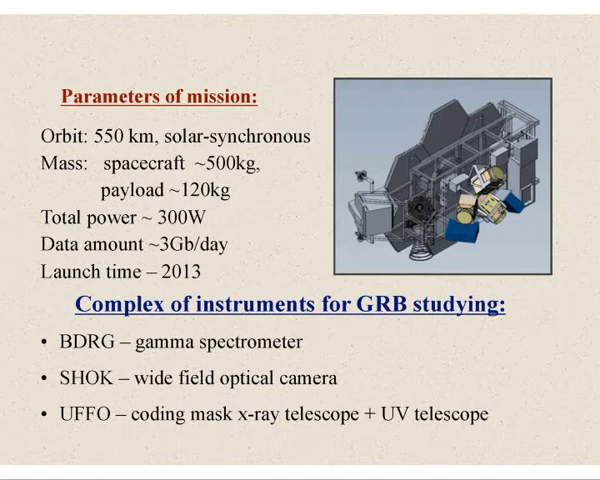 Parameters of mission:
Orbit: 550 km, solar-synchronous
Mass: spacecraft ~500kg,
payload ~120kg
Total power ~ 300W
Data amount ~3Gb/day
Launch time – 2013
Complex of instruments for GRB studying:
• BDRG – gamma spectrometer
• SHOK – wide field optical camera
• UFFO – coding mask x-ray telescope + UV telescope